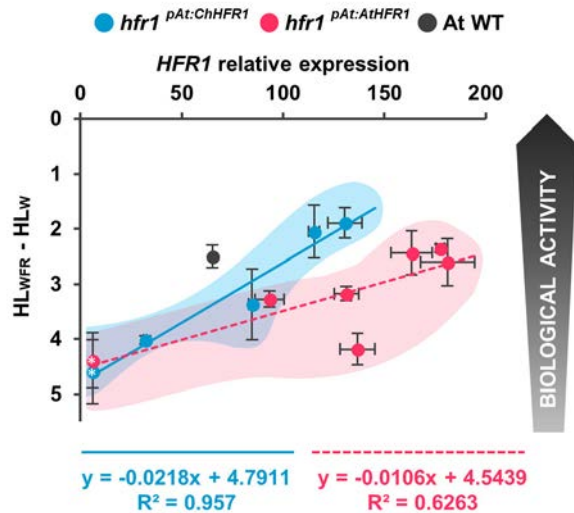 hfr1 pAt:ChHFR1 hfr1 pAt:AtHFR1 At WT
HFR1 relative expression
0 50 100 150 200
0
1
2
3
4
5
HLWFR - HLW
* 
*
BIOLOGICAL ACTIVITY
y = -0.0218x + 4.7911
R² = 0.957
y = -0.0106x + 4.5439
R² = 0.6263